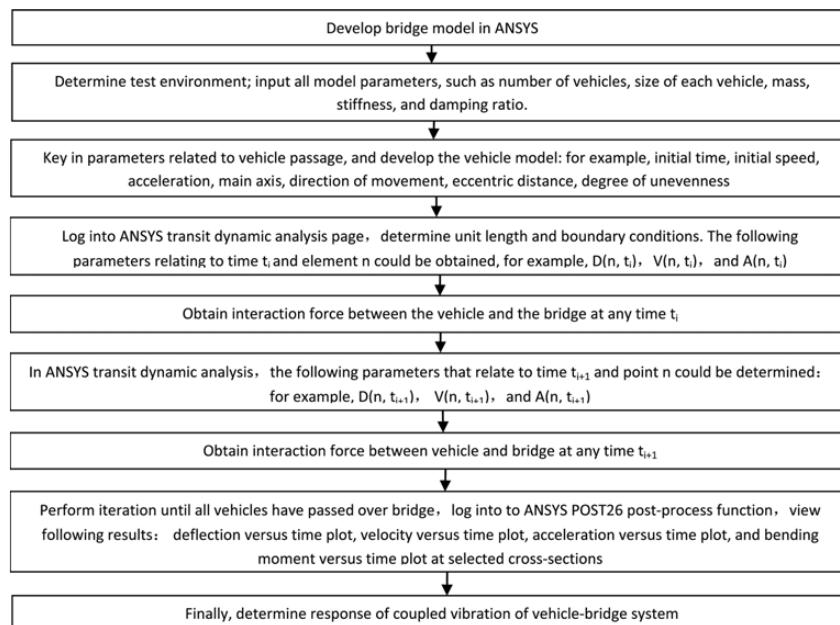 Develop bridge model in ANSYS
Determine test environment; input all model parameters, such as number of vehicles, size of each vehicle, mass,
stiffness, and damping ratio.
Key in parameters related to vehicle passage, and develop the vehicle model: for example, initial time, initial speed,
acceleration, main axis, direction of movement, eccentric distance, degree of unevenness
Log into ANSYS transit dynamic analysis page，determine unit length and boundary conditions. The following
parameters relating to time tᵢ and element n could be obtained, for example, D(n, tᵢ)，V(n, tᵢ)，and A(n, tᵢ)
Obtain interaction force between the vehicle and the bridge at any time tᵢ
In ANSYS transit dynamic analysis，the following parameters that relate to time tᵢ₊₁ and point n could be determined：
for example, D(n, tᵢ₊₁)， V(n, tᵢ₊₁)，and A(n, tᵢ₊₁)
Obtain interaction force between vehicle and bridge at any time tᵢ₊₁
Perform iteration until all vehicles have passed over bridge，log into to ANSYS POST26 post-process function，view
following results： deflection versus time plot, velocity versus time plot, acceleration versus time plot, and bending
moment versus time plot at selected cross-sections
Finally, determine response of coupled vibration of vehicle-bridge system